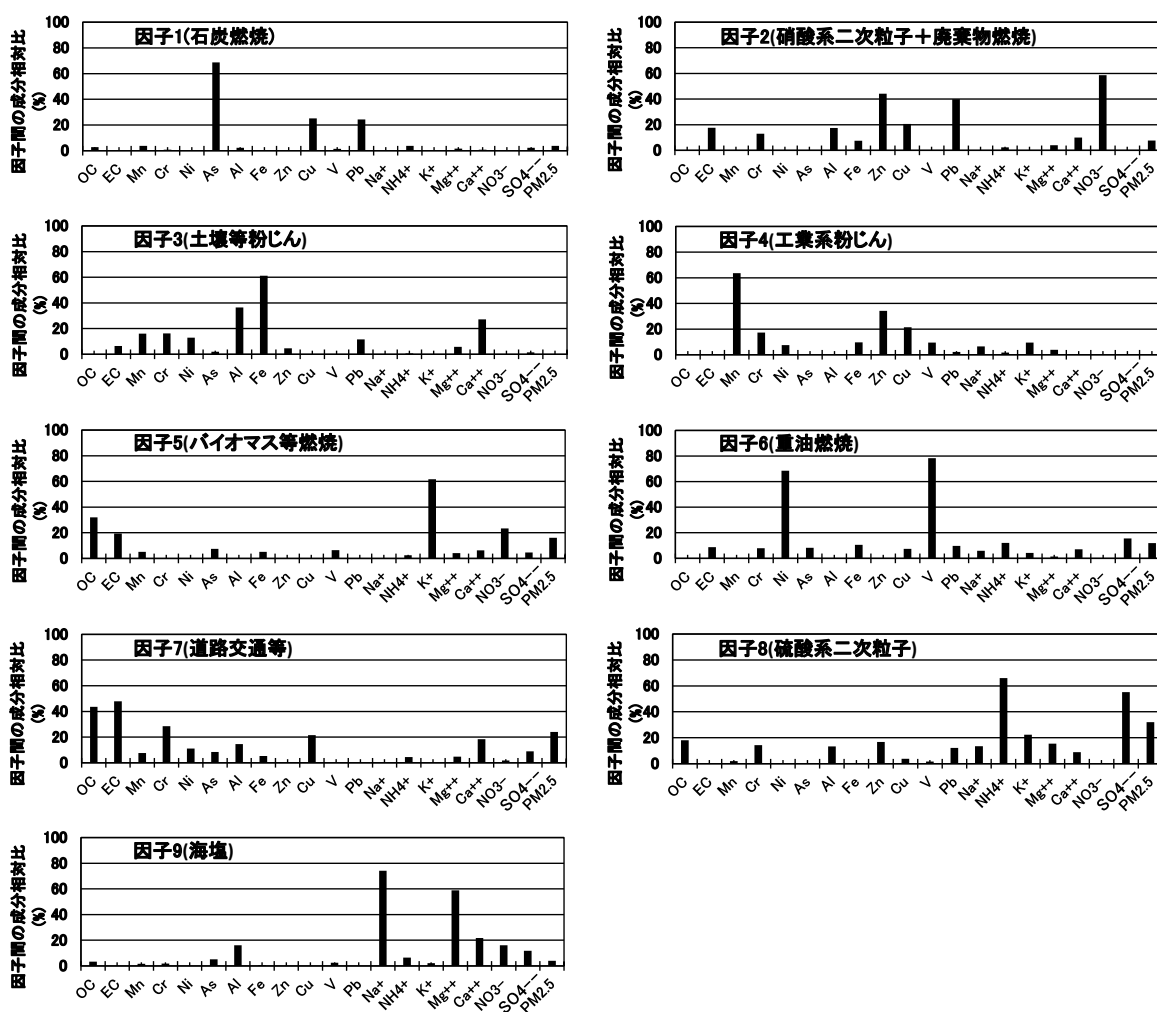 因子間の成分相対比
(%)
100
80
60
40
20
0
因子1(石炭燃焼)
OC EC Mn Cr Ni As Al Fe Zn Cu V Pb Na+ NH4+ K+ Mg++ Ca++ NO3- SO4-- PM2.5
因子間の成分相対比
(%)
100
80
60
40
20
0
因子2(硝酸系二次粒子+廃棄物燃焼)
OC EC Mn Cr Ni As Al Fe Zn Cu V Pb Na+ NH4+ K+ Mg++ Ca++ NO3- SO4-- PM2.5
因子間の成分相対比
(%)
100
80
60
40
20
0
因子3(土壌等粉じん)
OC EC Mn Cr Ni As Al Fe Zn Cu V Pb Na+ NH4+ K+ Mg++ Ca++ NO3- SO4-- PM2.5
因子間の成分相対比
(%)
100
80
60
40
20
0
因子4(工業系粉じん)
OC EC Mn Cr Ni As Al Fe Zn Cu V Pb Na+ NH4+ K+ Mg++ Ca++ NO3- SO4-- PM2.5
因子間の成分相対比
(%)
100
80
60
40
20
0
因子5(バイオマス等燃焼)
OC EC Mn Cr Ni As Al Fe Zn Cu V Pb Na+ NH4+ K+ Mg++ Ca++ NO3- SO4-- PM2.5
因子間の成分相対比
(%)
100
80
60
40
20
0
因子6(重油燃焼)
OC EC Mn Cr Ni As Al Fe Zn Cu V Pb Na+ NH4+ K+ Mg++ Ca++ NO3- SO4-- PM2.5
因子間の成分相対比
(%)
100
80
60
40
20
0
因子7(道路交通等)
OC EC Mn Cr Ni As Al Fe Zn Cu V Pb Na+ NH4+ K+ Mg++ Ca++ NO3- SO4-- PM2.5
因子間の成分相対比
(%)
100
80
60
40
20
0
因子8(硫酸系二次粒子)
OC EC Mn Cr Ni As Al Fe Zn Cu V Pb Na+ NH4+ K+ Mg++ Ca++ NO3- SO4-- PM2.5
因子間の成分相対比
(%)
100
80
60
40
20
0
因子9(海塩)
OC EC Mn Cr Ni As Al Fe Zn Cu V Pb Na+ NH4+ K+ Mg++ Ca++ NO3- SO4-- PM2.5